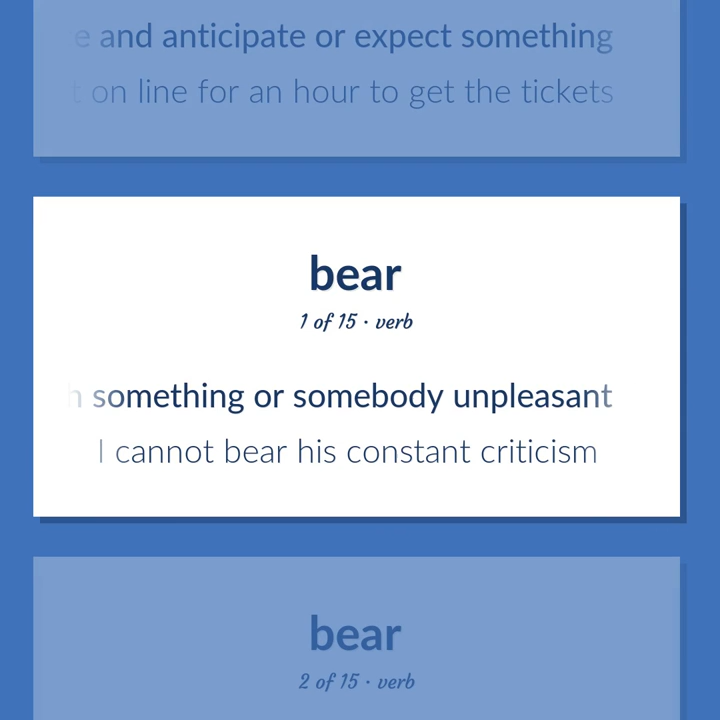 and anticipate or expect something
on line for an hour to get the tickets
bear
1 of 15 · verb
something or somebody unpleasant
I cannot bear his constant criticism
bear
2 of 15 · verb